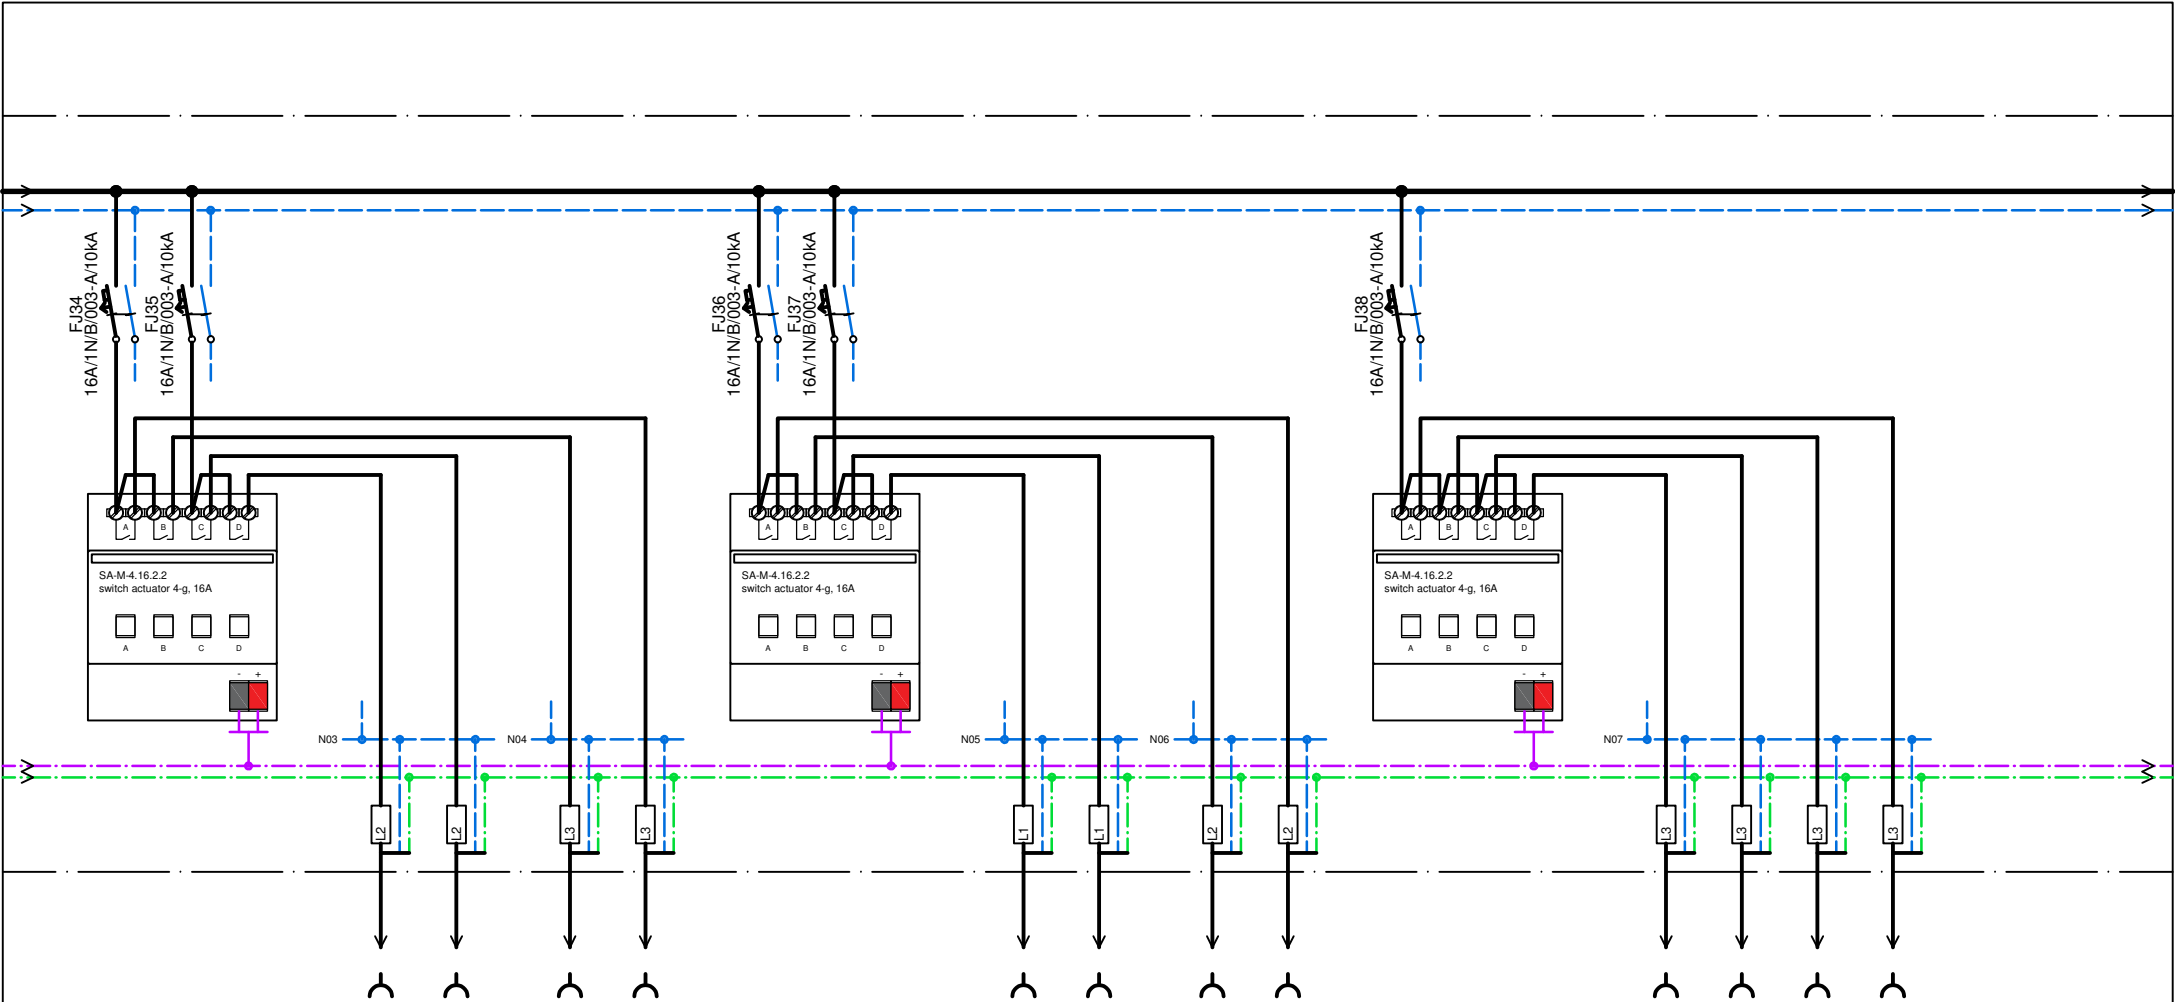 FJ34
16A/1N/B/003-A/10kA
FJ35
16A/1N/B/003-A/10kA
FJ36
16A/1N/B/003-A/10kA
FJ37
16A/1N/B/003-A/10kA
FJ38
16A/1N/B/003-A/10kA
A B C D
A B C D
A B C D
SA-M-4.16.2.2
switch actuator 4-g, 16A
SA-M-4.16.2.2
switch actuator 4-g, 16A
SA-M-4.16.2.2
switch actuator 4-g, 16A
A B C D
A B C D
A B C D
- +
- +
- +
N03
N04
N05
N06
N07
L2
L2
L3
L3
L1
L1
L2
L2
L3
L3
L3
L3